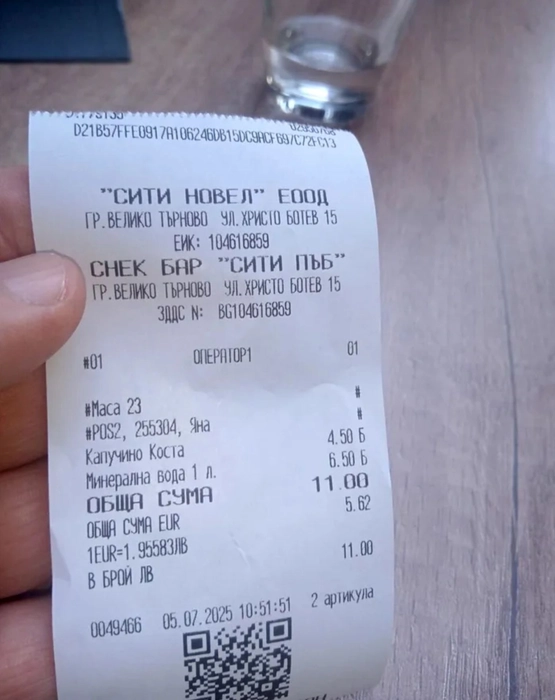 D21B57FFE0917A106246DB15DC9ACF697C72FC13
"СИТИ НОВЕЛ" ЕООД
ГР.ВЕЛИКО ТЪРНОВО УЛ.ХРИСТО БОТЕВ 15
ЕИК: 104616859
СНЕК БАР "СИТИ ПЪБ"
ГР.ВЕЛИКО ТЪРНОВО УЛ.ХРИСТО БОТЕВ 15
ЗДДС N: BG104616859
#01 ОПЕРАТОР1 01
#Маса 23 #
#POS2, 255304, Яна #
Капучино Коста 4.50 Б
Минерална вода 1 л. 6.50 Б
ОБЩА СУМА 11.00
ОБЩА СУМА EUR 5.62
1EUR=1.95583ЛВ
В БРОЙ ЛВ 11.00
0049466 05.07.2025 10:51:51 2 артикула